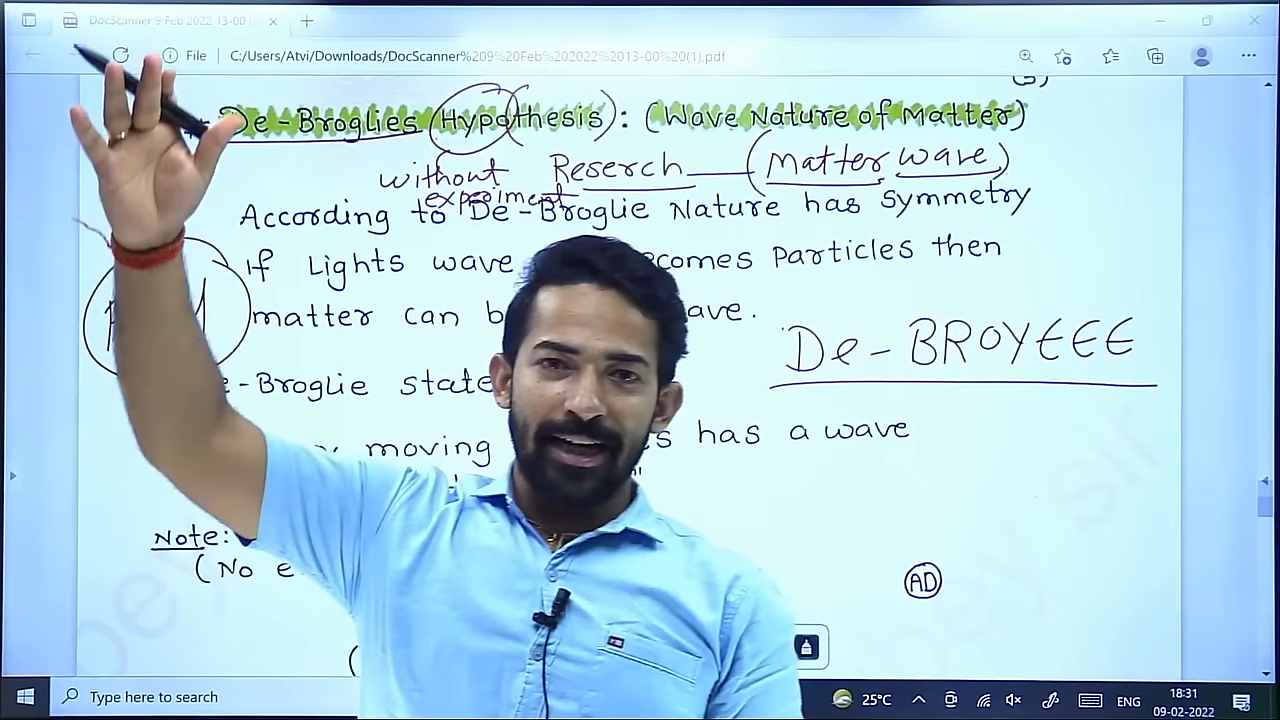 DocScanner 9 Feb 2022 13-00
File C:/Users/Atvi/Downloads/DocScanner%209%20Feb%202022%2013-00%20(1).pdf
De-Broglies (Hypothesis): (Wave Nature of Matter)
without Reserch (Matter wave)
experiment
According to De-Broglie Nature has symmetry
If Lights wave ecomes Particles then
matter can b ave.
De-BROYEEE
e-Broglie state
moving s has a wave
Note:
(No e
AD
Type here to search
25°C ENG 18:31
09-02-2022